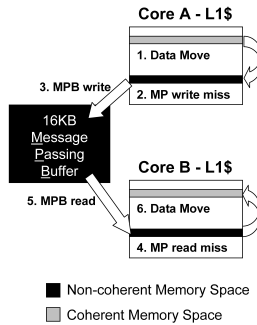 Core A - L1$
1. Data Move
2. MP write miss
3. MPB write
16KB
Message
Passing
Buffer
5. MPB read
Core B - L1$
6. Data Move
4. MP read miss
Non-coherent Memory Space
Coherent Memory Space